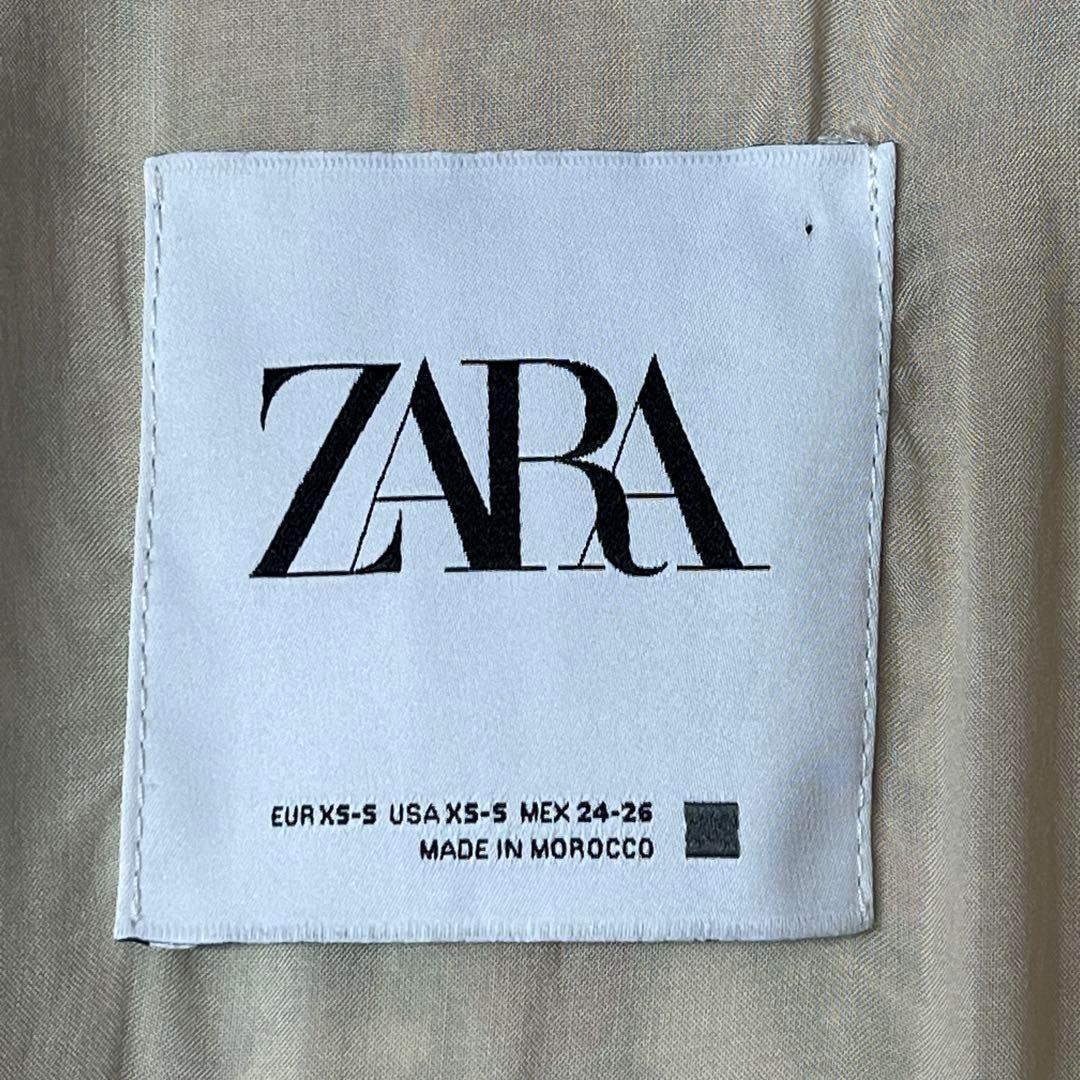 ZARA
EUR XS-S USA XS-S MEX 24-26
MADE IN MOROCCO